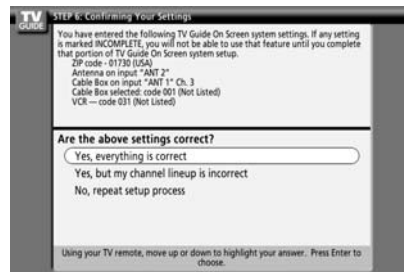 TV GUIDE
STEP 6: Confirming Your Settings
You have entered the following TV Guide On Screen system settings. If any setting
is marked INCOMPLETE, you will not be able to use that feature until you complete
that portion of TV Guide On Screen system setup.
ZIP code - 01730 (USA)
Antenna on input "ANT 2"
Cable Box on input "ANT 1" Ch. 3
Cable Box selected: code 001 (Not Listed)
VCR — code 031 (Not Listed)
Are the above settings correct?
Yes, everything is correct
Yes, but my channel lineup is incorrect
No, repeat setup process
Using your TV remote, move up or down to highlight your answer. Press Enter to
choose.